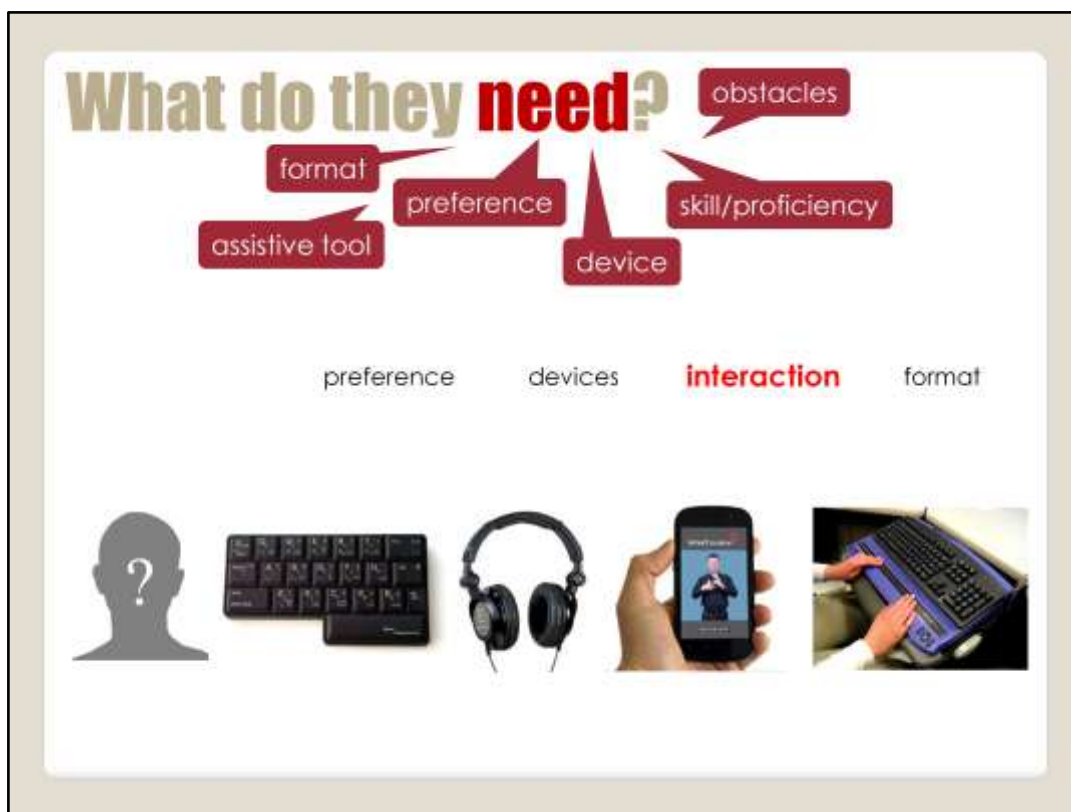 What do they need?
obstacles
format
preference
skill/proficiency
assistive tool
device
preference devices interaction format
?